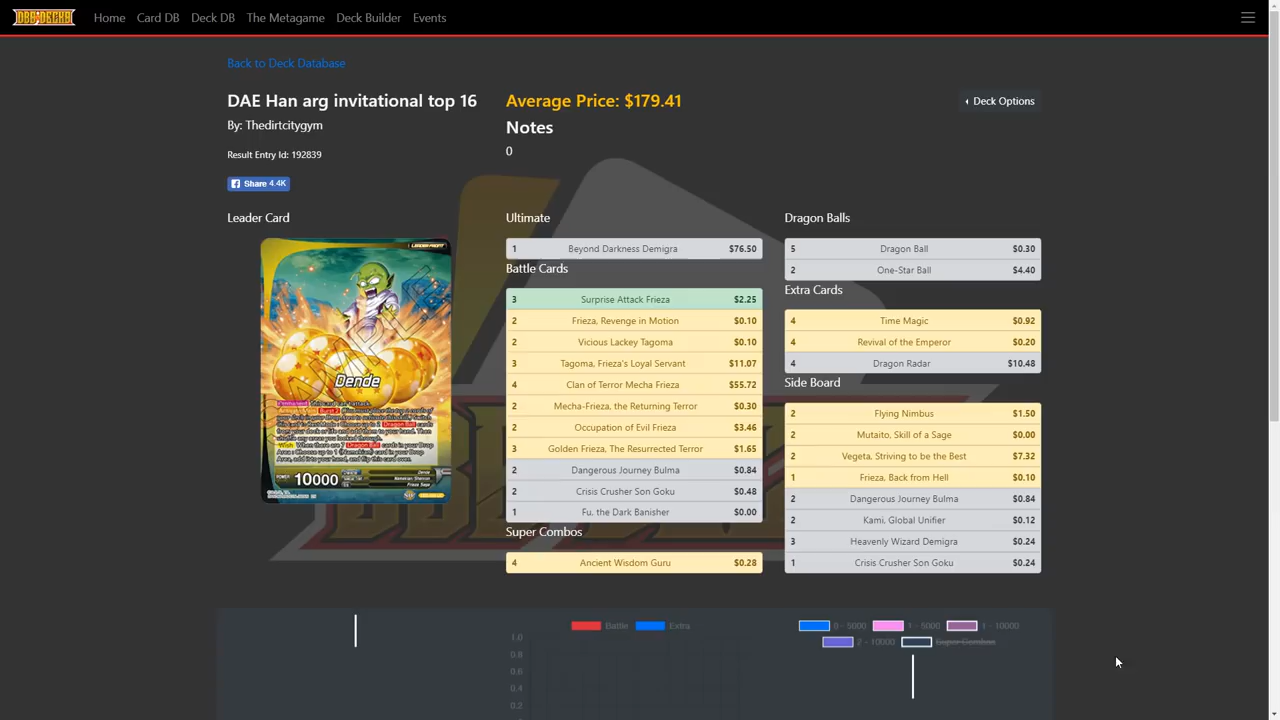 DBZ DECKS
Home Card DB Deck DB The Metagame Deck Builder Events
Back to Deck Database
DAE Han arg invitational top 16
By: Thedirtcitygym
Result Entry Id: 192839
Share 4.4K
Average Price: $179.41
Notes
0
Deck Options
Leader Card
Dende
10000
Ultimate
1 Beyond Darkness Demigra $76.50
Battle Cards
3 Surprise Attack Frieza $2.25
2 Frieza, Revenge in Motion $0.10
2 Vicious Lackey Tagoma $0.10
3 Tagoma, Frieza's Loyal Servant $11.07
4 Clan of Terror Mecha Frieza $55.72
2 Mecha-Frieza, the Returning Terror $0.30
2 Occupation of Evil Frieza $3.46
3 Golden Frieza, The Resurrected Terror $1.65
2 Dangerous Journey Bulma $0.84
2 Crisis Crusher Son Goku $0.48
1 Fu, the Dark Banisher $0.00
Super Combos
4 Ancient Wisdom Guru $0.28
Dragon Balls
5 Dragon Ball $0.30
2 One-Star Ball $4.40
Extra Cards
4 Time Magic $0.92
4 Revival of the Emperor $0.20
4 Dragon Radar $10.48
Side Board
2 Flying Nimbus $1.50
2 Mutaito, Skill of a Sage $0.00
2 Vegeta, Striving to be the Best $7.32
1 Frieza, Back from Hell $0.10
2 Dangerous Journey Bulma $0.84
2 Kami, Global Unifier $0.12
3 Heavenly Wizard Demigra $0.24
1 Crisis Crusher Son Goku $0.24
Battle Extra
1.0
0.8
0.6
0.4
0.2
0 - 5000 1 - 5000 1 - 10000
2 - 10000 Super Combos